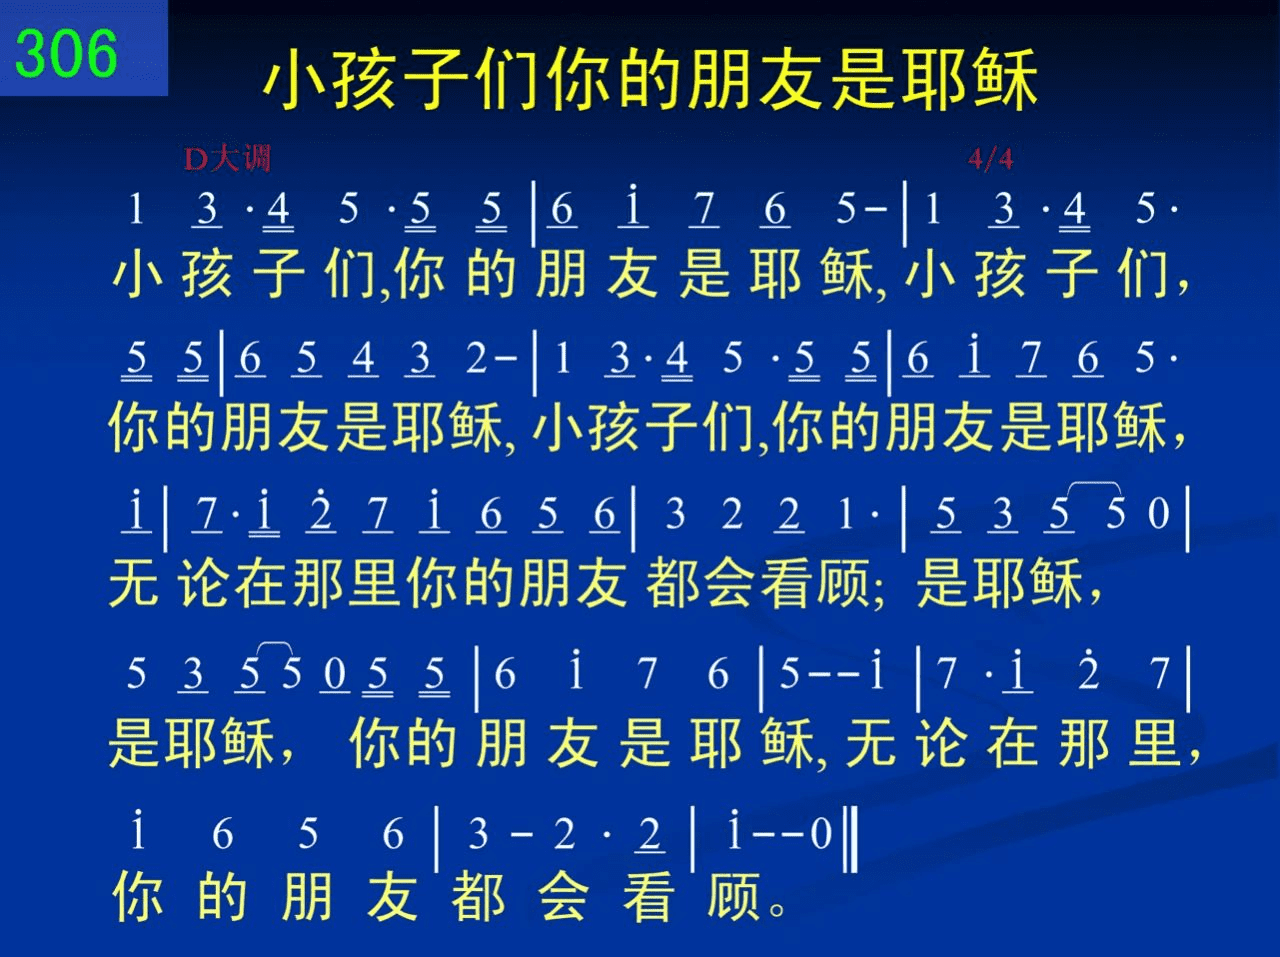 306
小孩子们你的朋友是耶稣
D大调 4/4
1 3 · 4 5 · 5 5 | 6 i 7 6 5 - | 1 3 · 4 5 ·
小孩子们,你的朋友是耶稣,小孩子们，
5 5 | 6 5 4 3 2 - | 1 3 · 4 5 · 5 5 | 6 i 7 6 5 ·
你的朋友是耶稣,小孩子们,你的朋友是耶稣，
i | 7 · i 2̇ 7 i 6 5 6 | 3 2 2 1 · | 5 3 5 5 0 |
无论在那里你的朋友都会看顾; 是耶稣，
5 3 5 5 0 5 5 | 6 i 7 6 | 5 - - i | 7 · i 2̇ 7 |
是耶稣， 你的朋友是耶稣,无论在那里，
i 6 5 6 | 3 - 2 · 2 | i - - 0 ‖
你的朋友都会看顾。